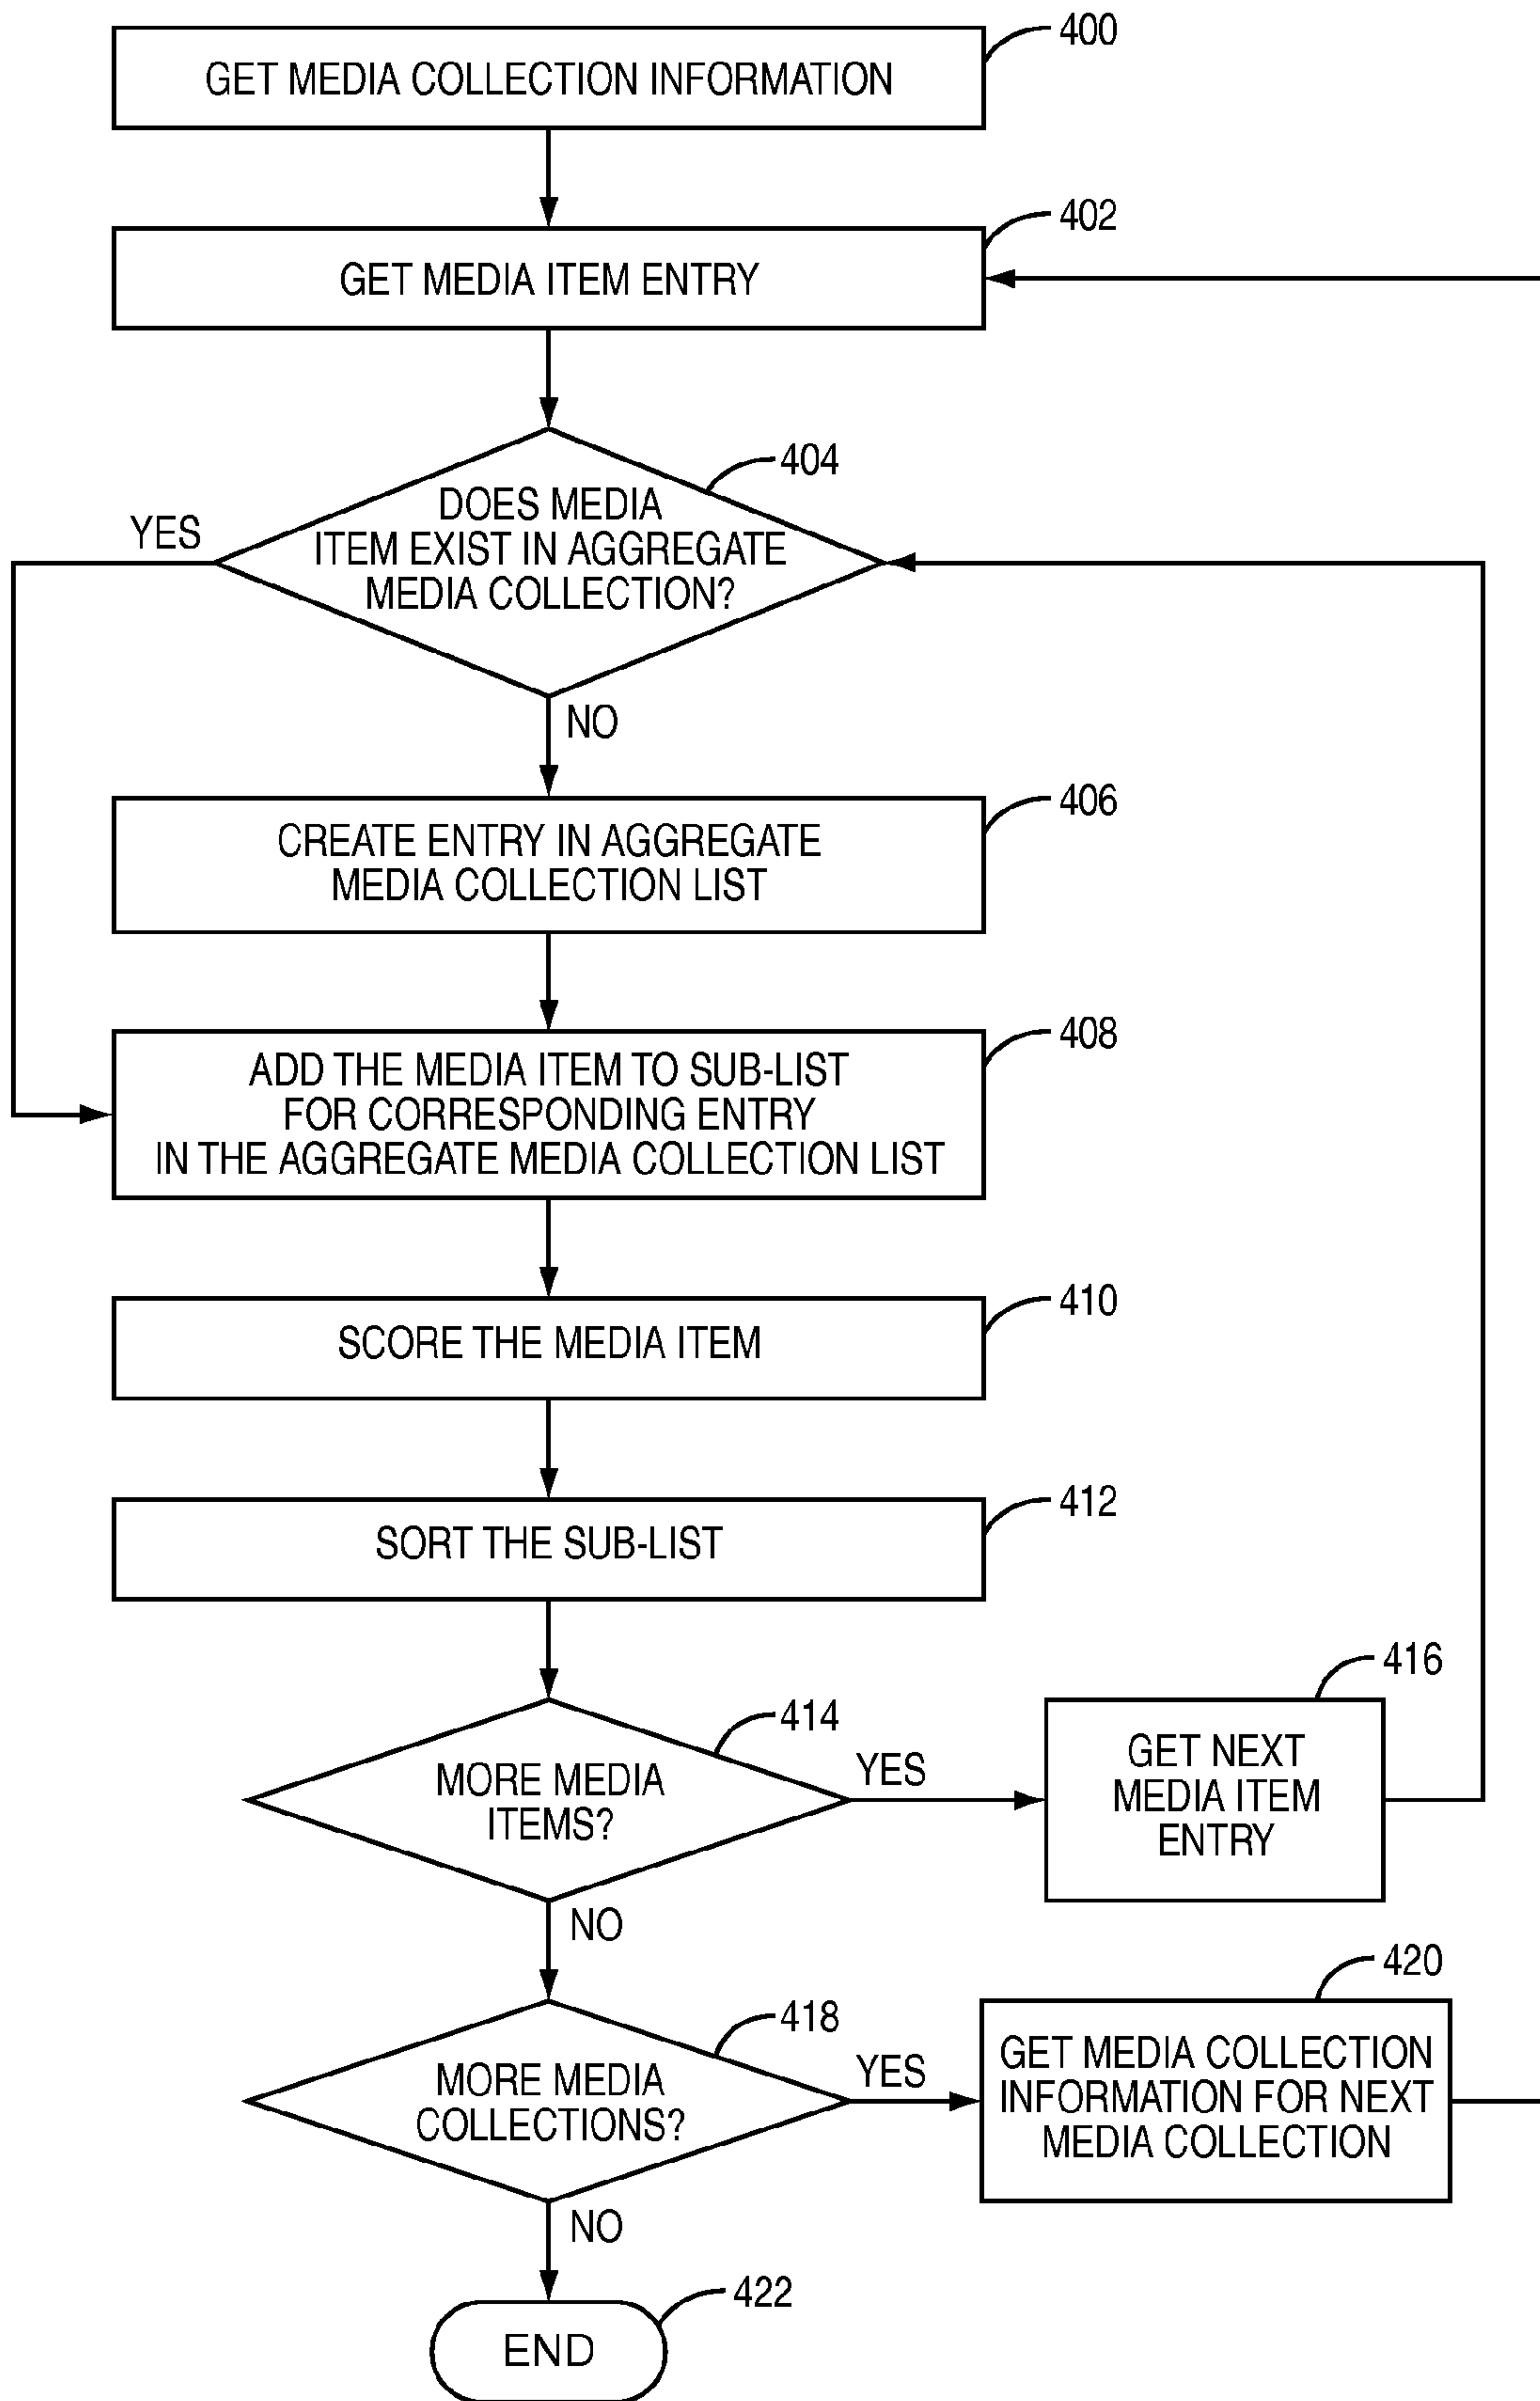 400
GET MEDIA COLLECTION INFORMATION
402
GET MEDIA ITEM ENTRY
404
DOES MEDIA
ITEM EXIST IN AGGREGATE
MEDIA COLLECTION?
YES
NO
406
CREATE ENTRY IN AGGREGATE
MEDIA COLLECTION LIST
408
ADD THE MEDIA ITEM TO SUB-LIST
FOR CORRESPONDING ENTRY
IN THE AGGREGATE MEDIA COLLECTION LIST
410
SCORE THE MEDIA ITEM
412
SORT THE SUB-LIST
414
MORE MEDIA
ITEMS?
YES
416
GET NEXT
MEDIA ITEM
ENTRY
NO
418
MORE MEDIA
COLLECTIONS?
YES
420
GET MEDIA COLLECTION
INFORMATION FOR NEXT
MEDIA COLLECTION
NO
422
END